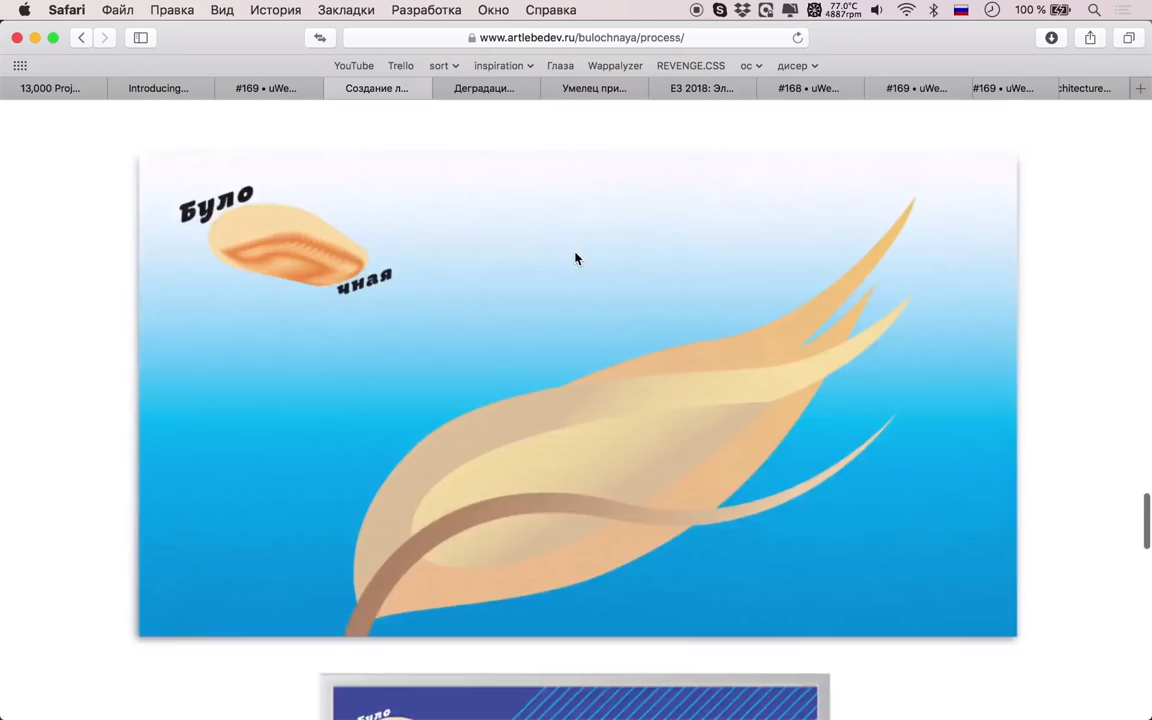 Safari Файл Правка Вид История Закладки Разработка Окно Справка 77.0°C 4887rpm 100 %
www.artlebedev.ru/bulochnaya/process/
YouTube Trello sort inspiration Глаза Wappalyzer REVENGE.CSS ос дисер
13,000 Proj... Introducing... #169 • uWe... Создание л... Деградаци... Умелец при... E3 2018: Эл... #168 • uWe... #169 • uWe... #169 • uWe... chitecture...
Було
чная
Було